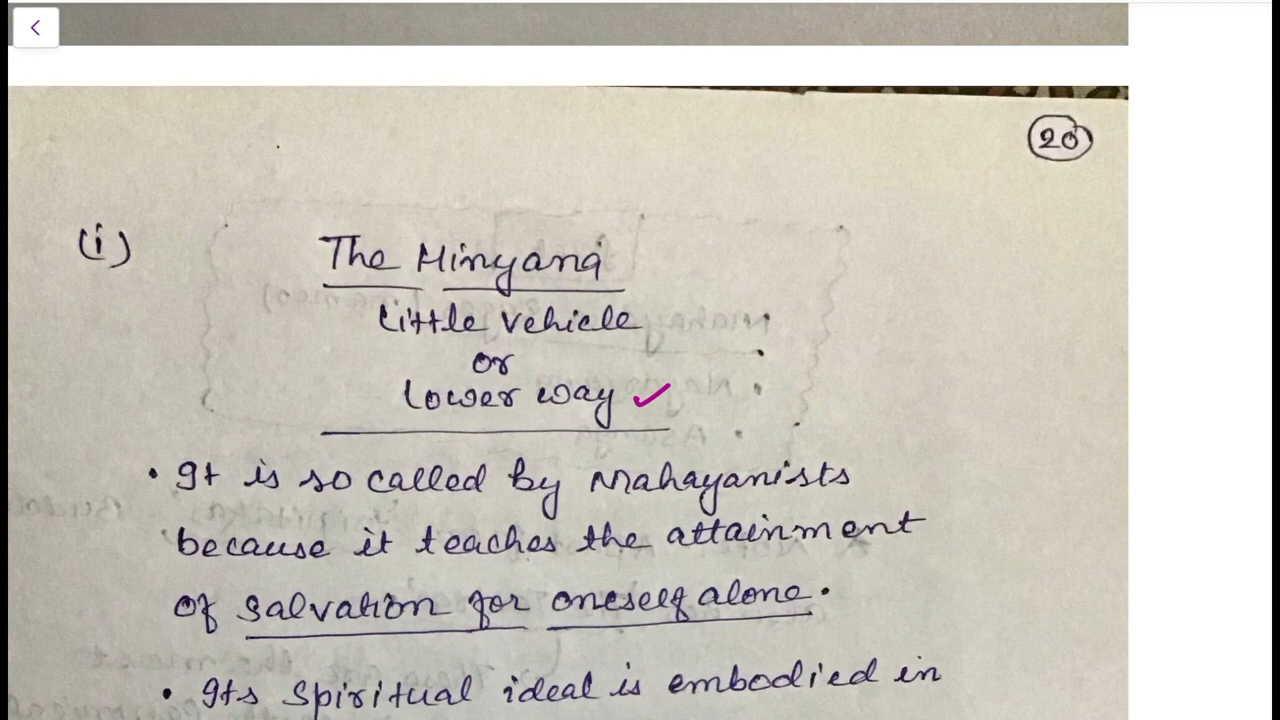 20
(i)
The Hinyana
Little vehicle
or
lower way
• It is so called by Mahayanists
because it teaches the attainment
of salvation for oneself alone.
• Its spiritual ideal is embodied in